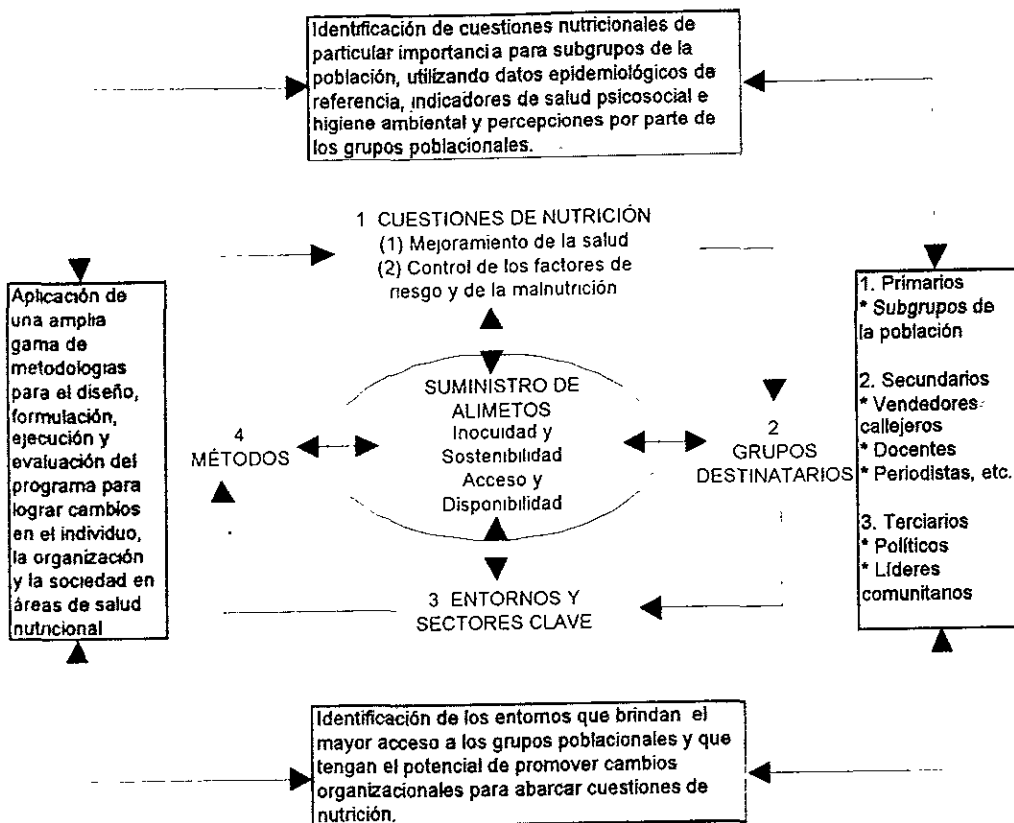 Identificación de cuestiones nutricionales de
particular importancia para subgrupos de la
población, utilizando datos epidemiológicos de
referencia, indicadores de salud psicosocial e
higiene ambiental y percepciones por parte de
los grupos poblacionales.
1 CUESTIONES DE NUTRICIÓN
(1) Mejoramiento de la salud
(2) Control de los factores de
riesgo y de la malnutrición
Aplicación de
una amplia
gama de
metodologías
para el diseño,
formulación,
ejecución y
evaluación del
programa para
lograr cambios
en el individuo,
la organización
y la sociedad en
áreas de salud
nutricional
4
MÉTODOS
SUMINISTRO DE
ALIMETOS
Inocuidad y
Sostenibilidad
Acceso y
Disponibilidad
2
GRUPOS
DESTINATARIOS
1. Primarios
* Subgrupos de
la población
2. Secundarios
* Vendedores
callejeros
* Docentes
* Periodistas, etc.
3. Terciarios
* Políticos
* Líderes
comunitarios
3 ENTORNOS Y
SECTORES CLAVE
Identificación de los entornos que brindan el
mayor acceso a los grupos poblacionales y que
tengan el potencial de promover cambios
organizacionales para abarcar cuestiones de
nutrición.